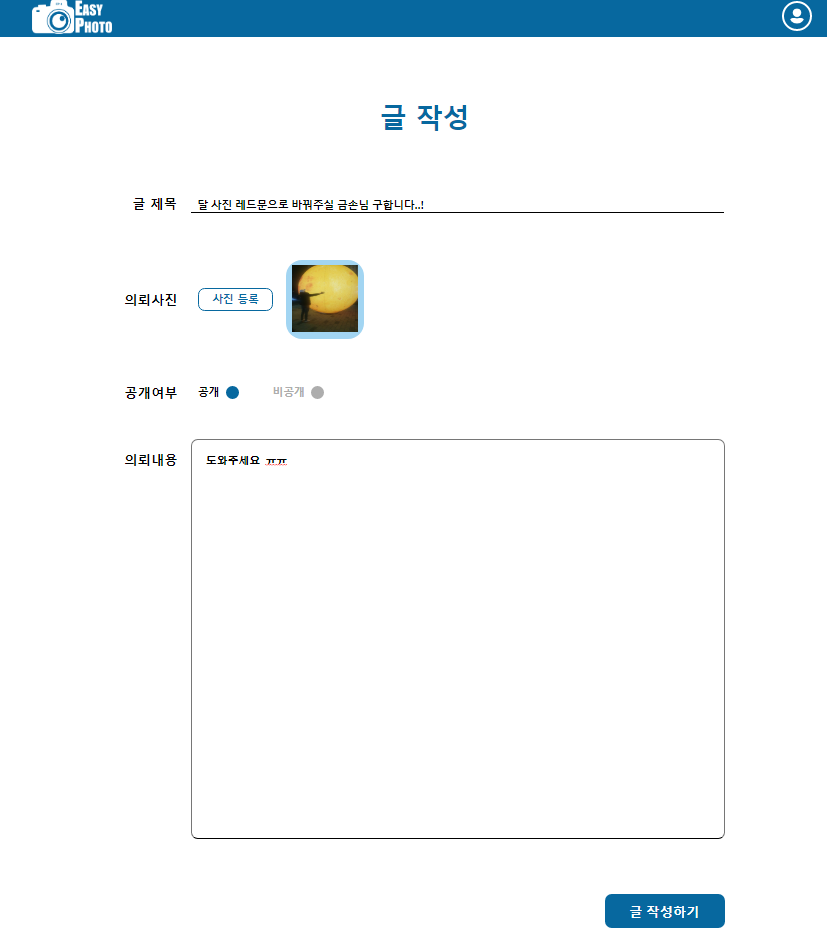 EASY
PHOTO
글 작성
글 제목 달 사진 레드문으로 바꿔주실 금손님 구합니다..!
의뢰사진 사진 등록
공개여부 공개 비공개
의뢰내용 도와주세요 ㅠㅠ
글 작성하기